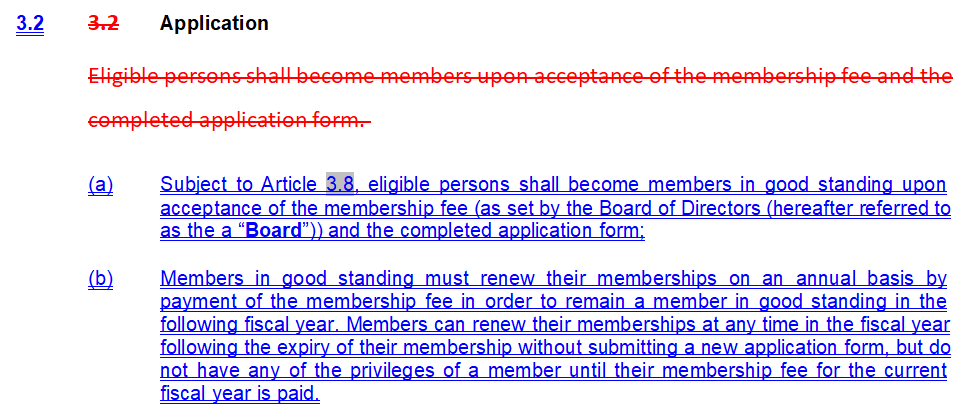 3.2 3.2 Application
Eligible persons shall become members upon acceptance of the membership fee and the
completed application form.
(a) Subject to Article 3.8, eligible persons shall become members in good standing upon
acceptance of the membership fee (as set by the Board of Directors (hereafter referred to
as the a “Board”)) and the completed application form;
(b) Members in good standing must renew their memberships on an annual basis by
payment of the membership fee in order to remain a member in good standing in the
following fiscal year. Members can renew their memberships at any time in the fiscal year
following the expiry of their membership without submitting a new application form, but do
not have any of the privileges of a member until their membership fee for the current
fiscal year is paid.